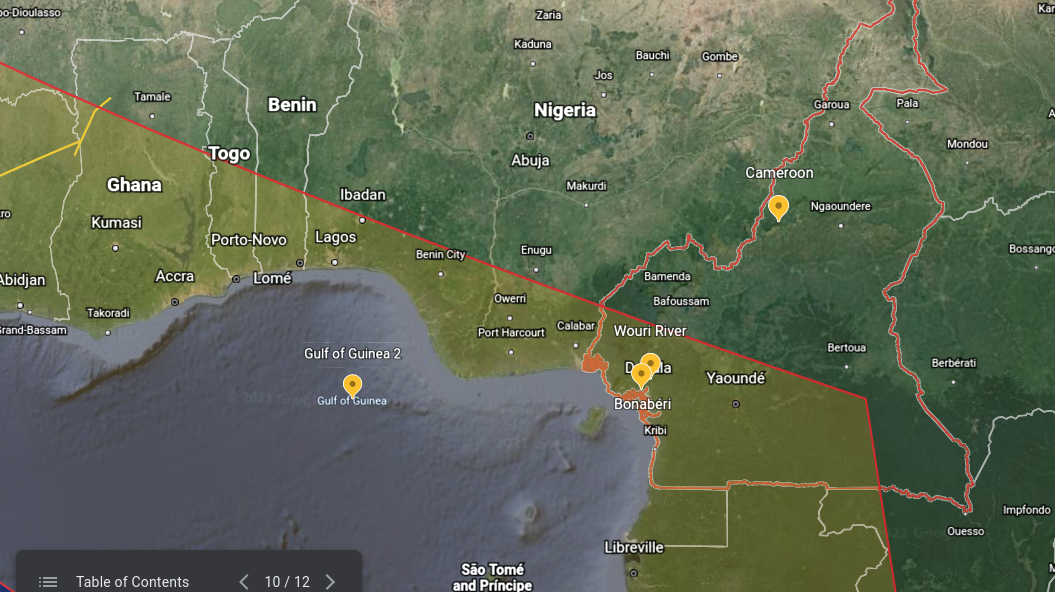 oo-Dioulasso
Zaria
Kar
Kaduna
Bauchi
Gombe
Jos
Tamale
Benin
Nigeria
Garoua
Pala
Mondou
Togo
Abuja
Cameroon
Ghana
Makurdi
Ibadan
Ngaoundere
Kumasi
Porto-Novo
Lagos
Benin City
Enugu
Bossango
Abidjan
Accra
Lomé
Bamenda
Owerri
Bafoussam
Takoradi
Grand-Bassam
Port Harcourt
Calabar
Wouri River
Gulf of Guinea 2
Bertoua
Berbérati
Yaoundé
Gulf of Guinea
Bonabéri
Kribi
Impfondo
Ouesso
Libreville
São Tomé
and Príncipe
Table of Contents
10 / 12